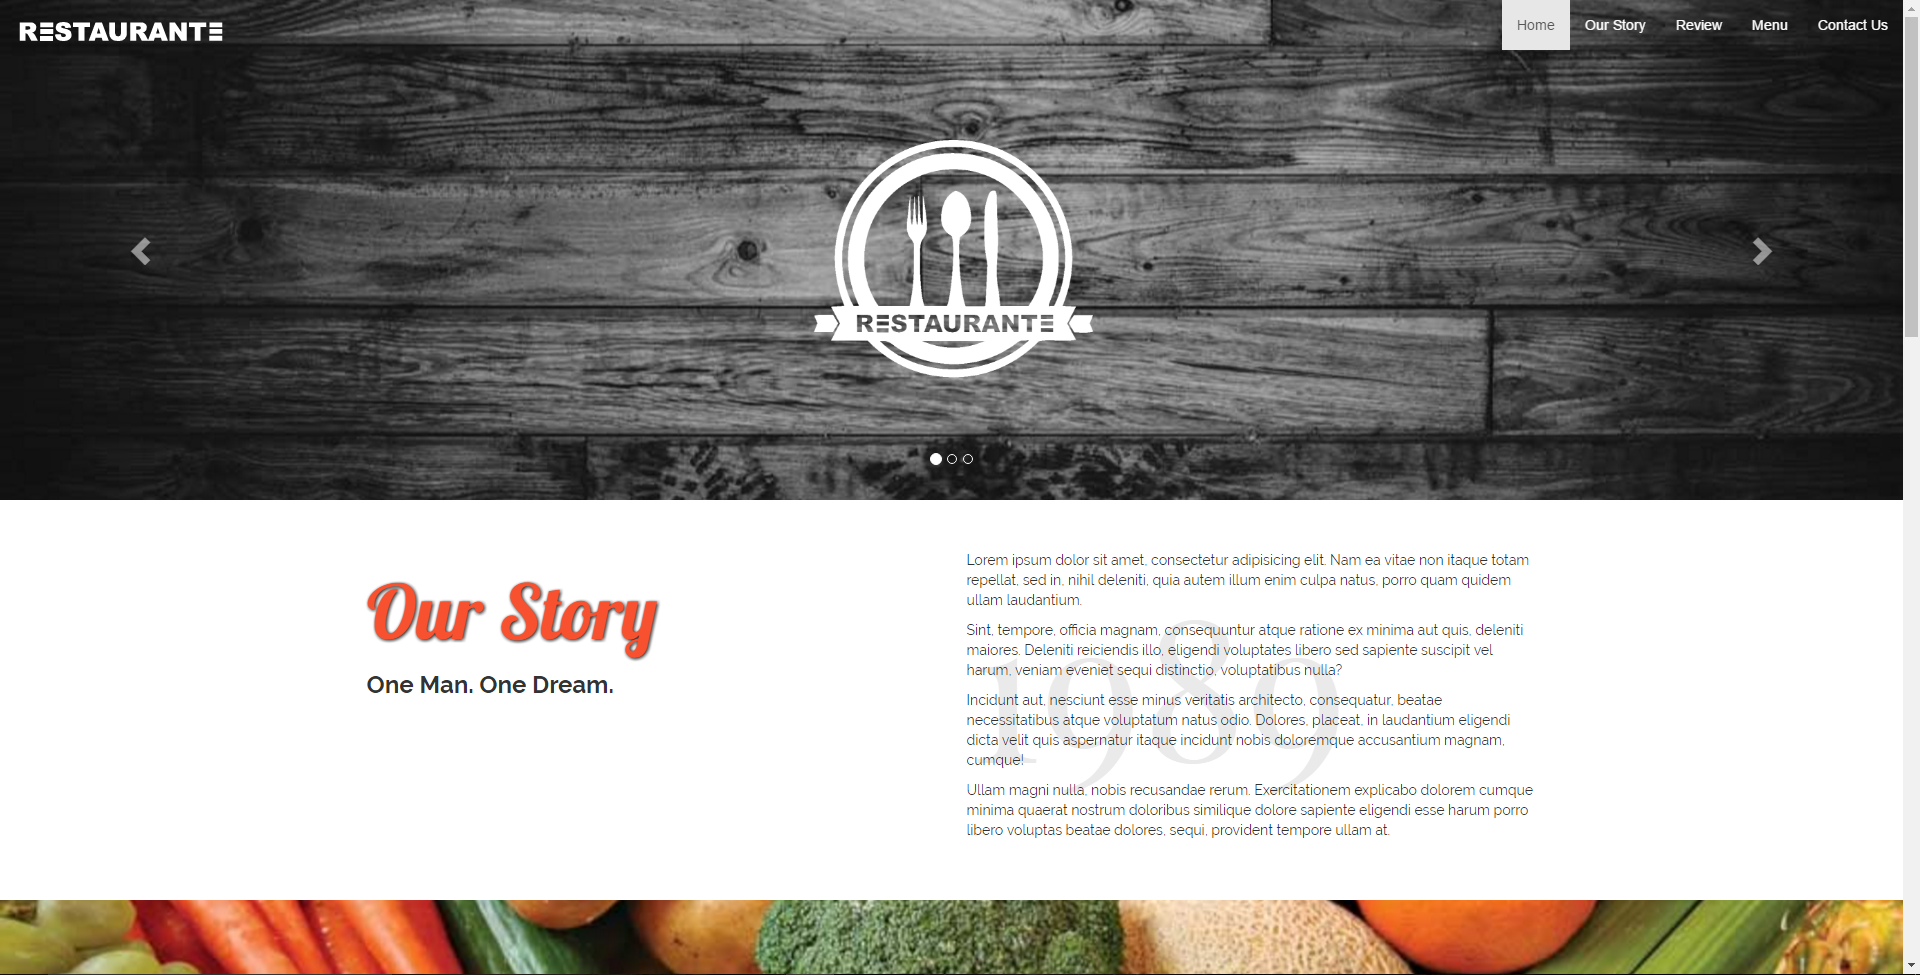 RESTAURANTE
Home Our Story Review Menu Contact Us
RESTAURANTE
Our Story
One Man. One Dream.
1989
Lorem ipsum dolor sit amet, consectetur adipisicing elit. Nam ea vitae non itaque totam
repellat, sed in, nihil deleniti, quia autem illum enim culpa natus, porro quam quidem
ullam laudantium.
Sint, tempore, officia magnam, consequuntur atque ratione ex minima aut quis, deleniti
maiores. Deleniti reiciendis illo, eligendi voluptates libero sed sapiente suscipit vel
harum, veniam eveniet sequi distinctio, voluptatibus nulla?
Incidunt aut, nesciunt esse minus veritatis architecto, consequatur, beatae
necessitatibus atque voluptatum natus odio. Dolores, placeat, in laudantium eligendi
dicta velit quis aspernatur itaque incidunt nobis doloremque accusantium magnam,
cumque!
Ullam magni nulla, nobis recusandae rerum. Exercitationem explicabo dolorem cumque
minima quaerat nostrum doloribus similique dolore sapiente eligendi esse harum porro
libero voluptas beatae dolores, sequi, provident tempore ullam at.